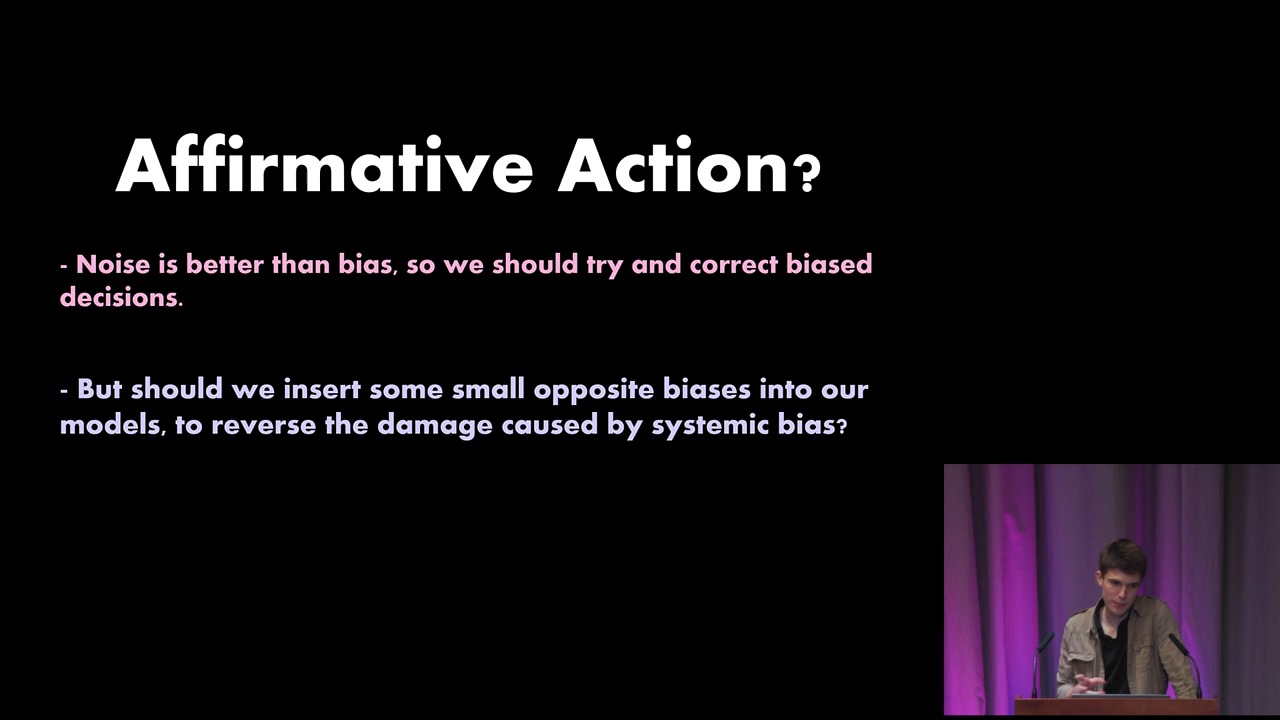 Affirmative Action?
- Noise is better than bias, so we should try and correct biased
decisions.
- But should we insert some small opposite biases into our
models, to reverse the damage caused by systemic bias?